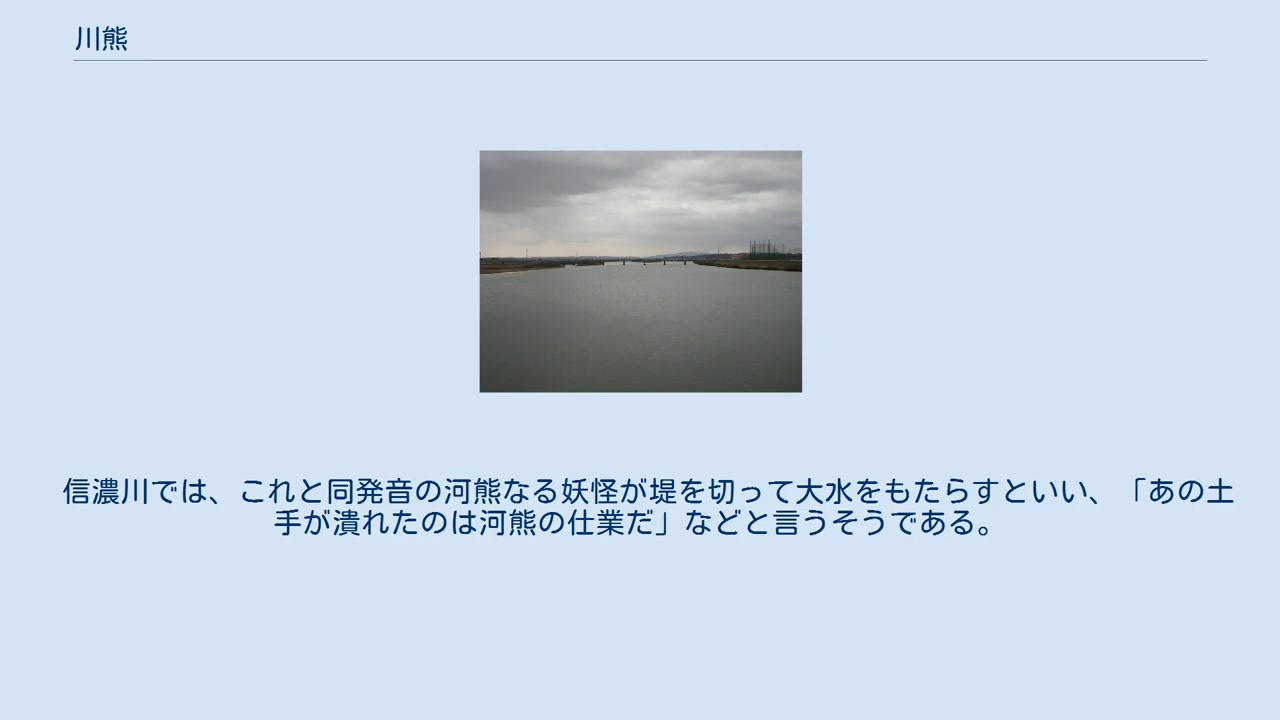 川熊
信濃川では、これと同発音の河熊なる妖怪が堤を切って大水をもたらすといい、「あの土
手が潰れたのは河熊の仕業だ」などと言うそうである。